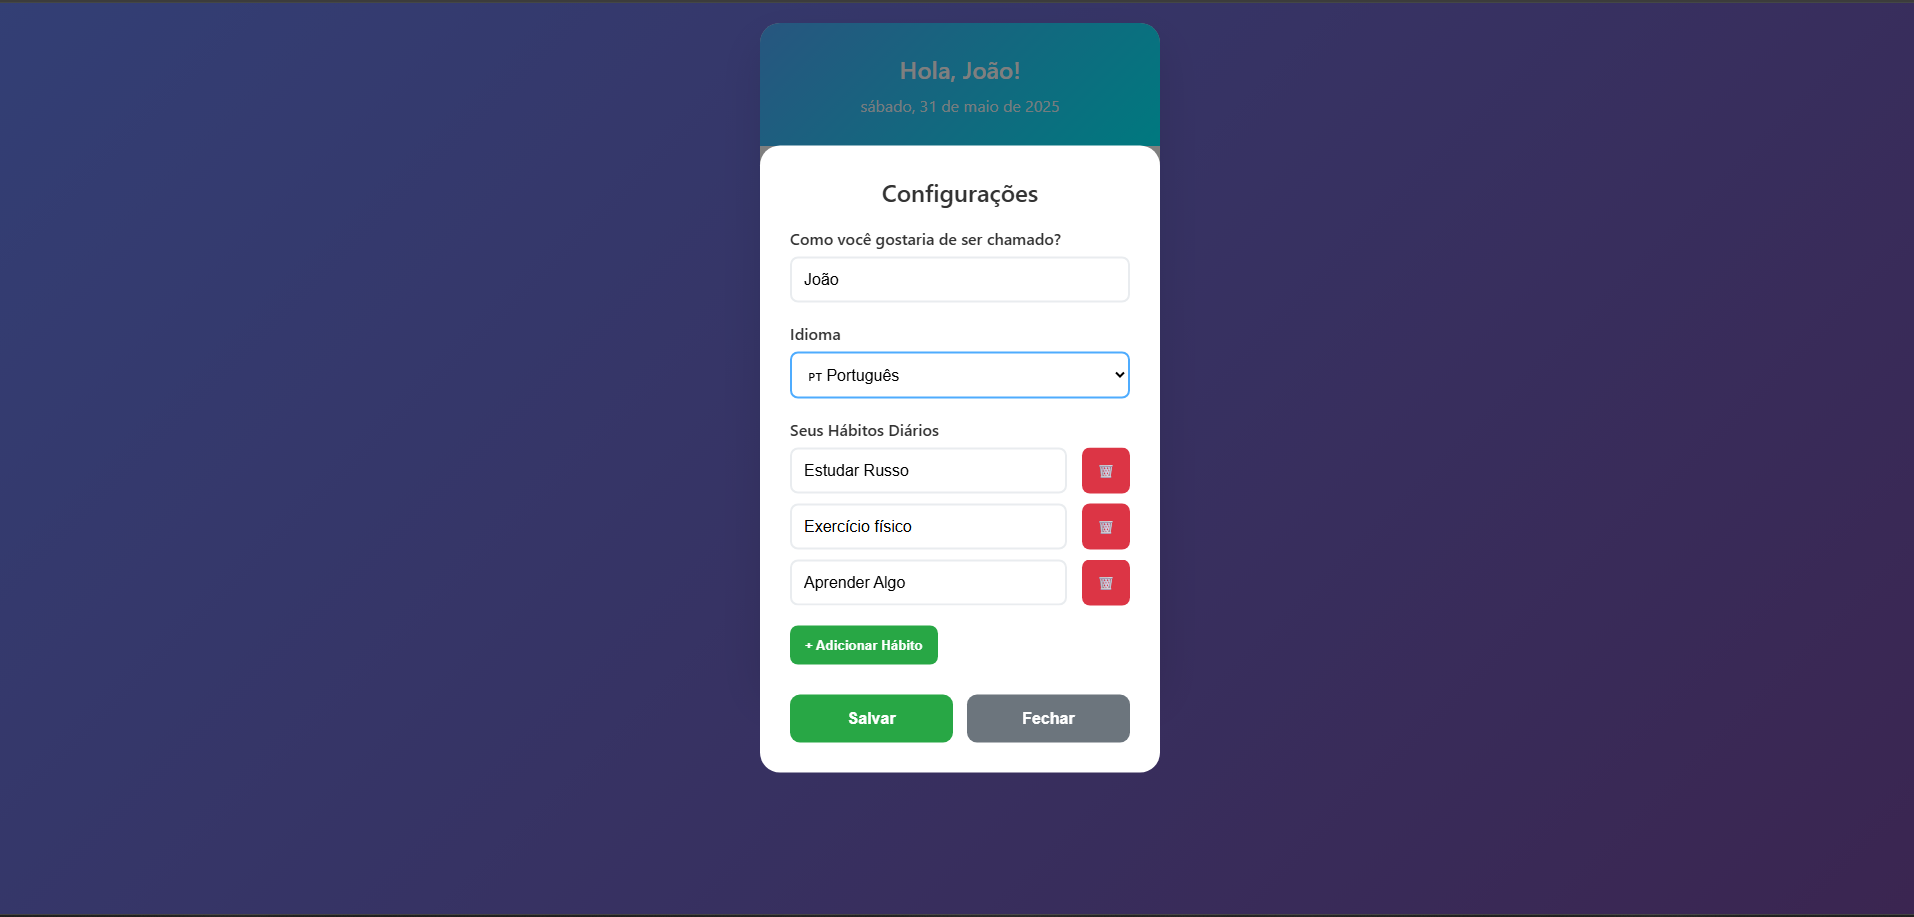 Hola, João!
sábado, 31 de maio de 2025
Configurações
Como você gostaria de ser chamado?
João
Idioma
PT Português
Seus Hábitos Diários
Estudar Russo
Exercício físico
Aprender Algo
+ Adicionar Hábito
Salvar
Fechar